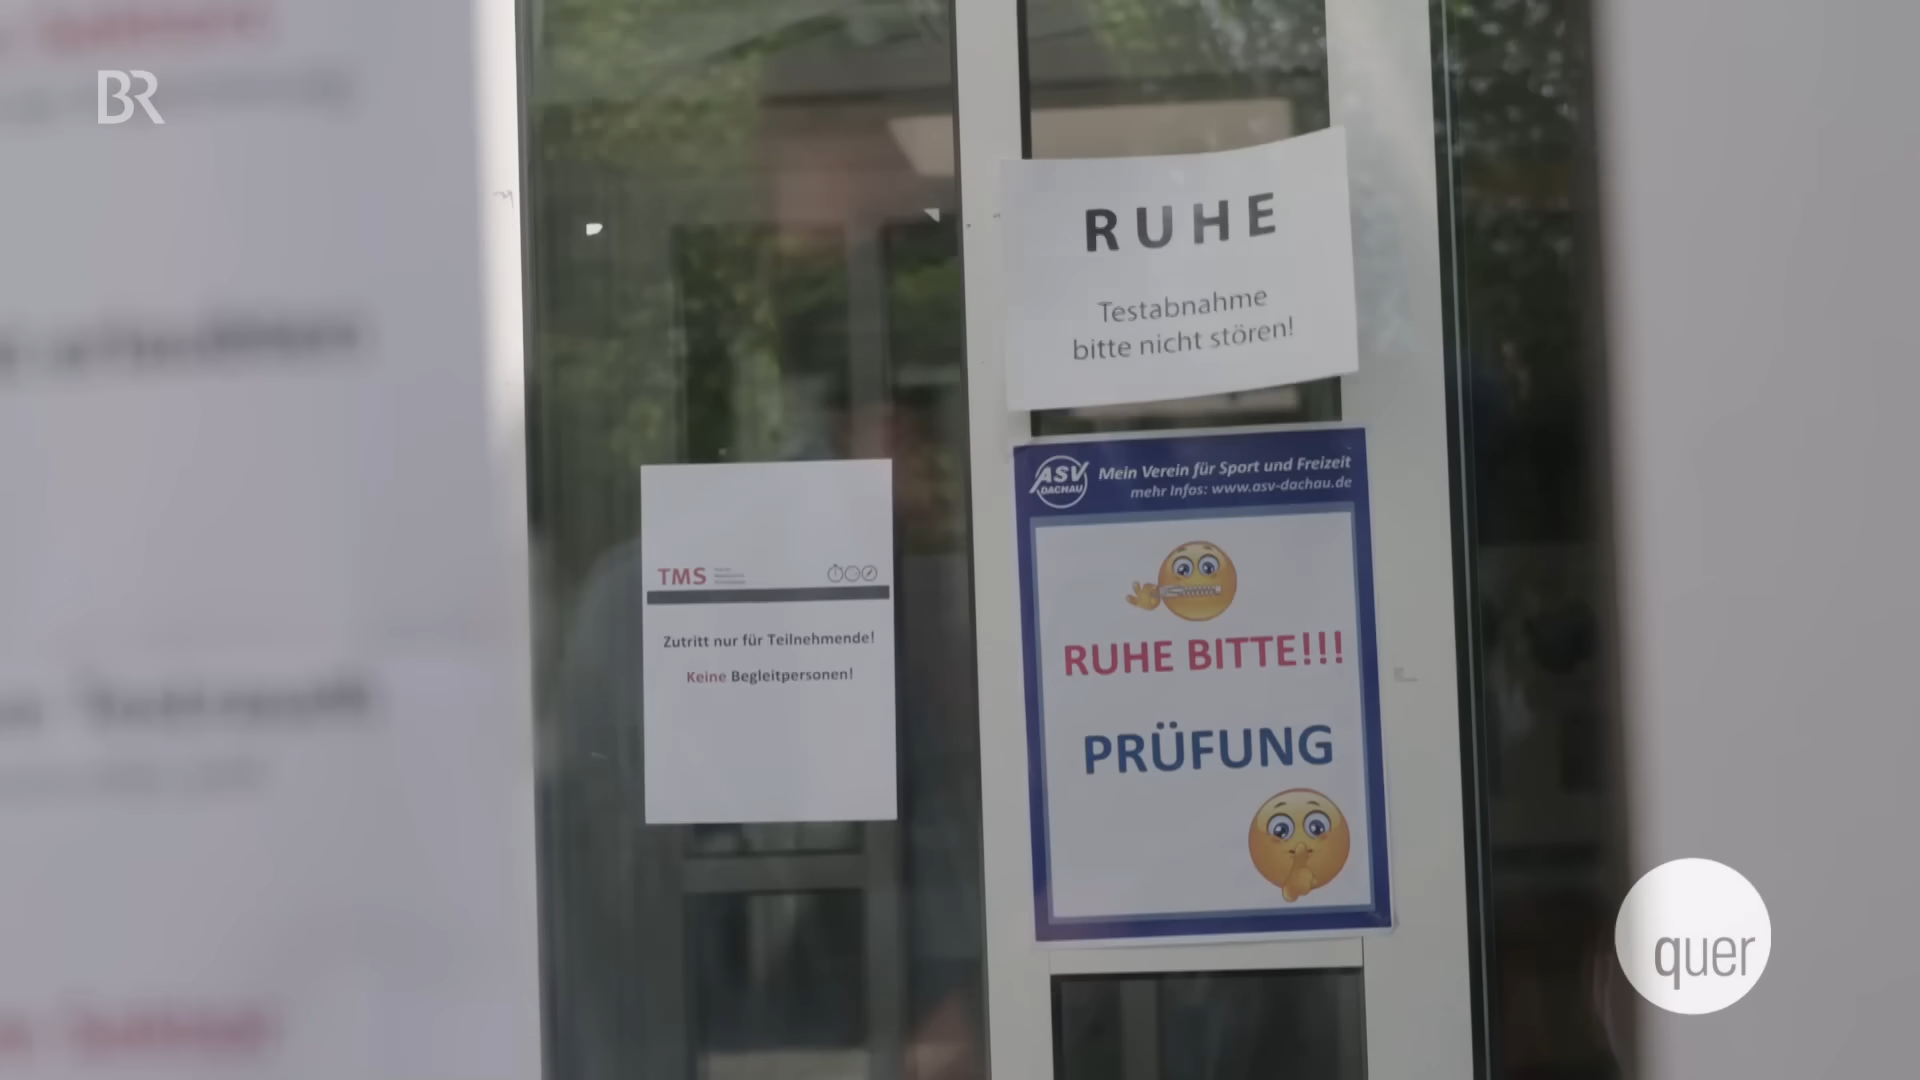 BR
RUHE
Testabnahme
bitte nicht stören!
ASV
DACHAU
Mein Verein für Sport und Freizeit
mehr Infos: www.asv-dachau.de
RUHE BITTE!!!
PRÜFUNG
TMS
Zutritt nur für Teilnehmende!
Keine Begleitpersonen!
quer